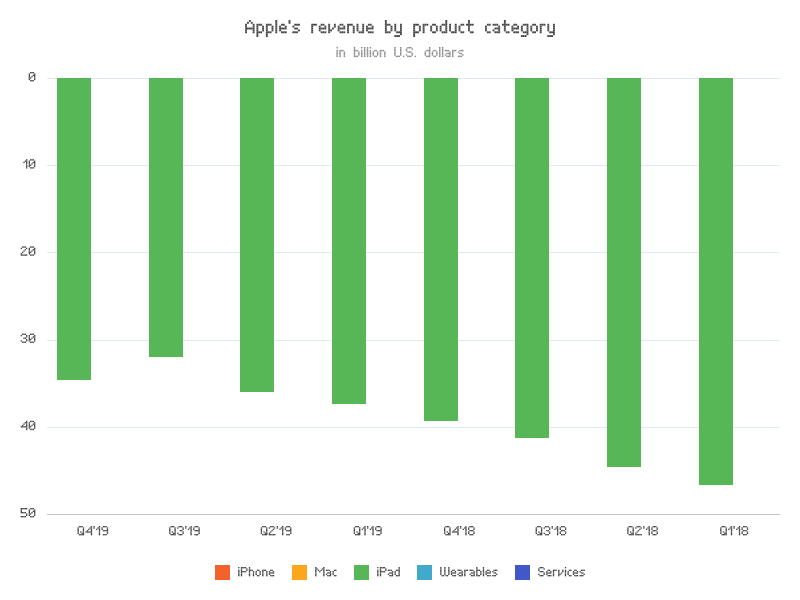 Apple's revenue by product category
in billion U.S. dollars
0
10
20
30
40
50
Q4'19 Q3'19 Q2'19 Q1'19 Q4'18 Q3'18 Q2'18 Q1'18
iPhone Mac iPad Wearables Services